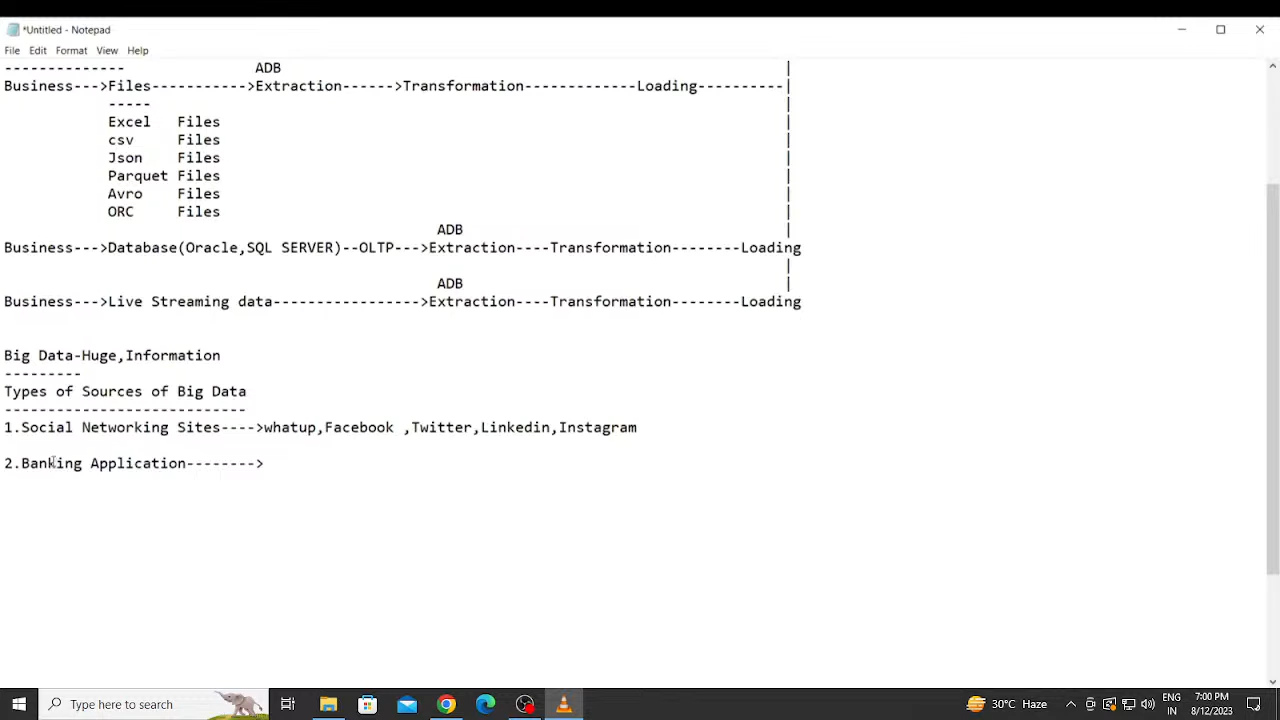 *Untitled - Notepad
File Edit Format View Help
-------------- ADB |
Business--->Files----------->Extraction------>Transformation-------------Loading----------|
----- |
Excel Files |
csv Files |
Json Files |
Parquet Files |
Avro Files |
ORC Files |
ADB |
Business--->Database(Oracle,SQL SERVER)--OLTP--->Extraction----Transformation--------Loading
|
ADB |
Business--->Live Streaming data----------------->Extraction----Transformation--------Loading
Big Data-Huge,Information
---------
Types of Sources of Big Data
----------------------------
1.Social Networking Sites---->whatup,Facebook ,Twitter,Linkedin,Instagram
2.Banking Application-------->
Type here to search
30°C Haze
ENG
IN
7:00 PM
8/12/2023